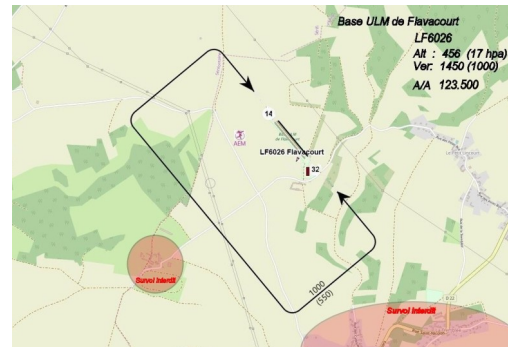 Base ULM de Flavacourt
LF6026
Alt : 456 (17 hpa)
Ver: 1450 (1000)
A/A 123.500
14
AEM
LF6026 Flavacourt
32
Survol Interdit
1000
(550)
Survol Interdit